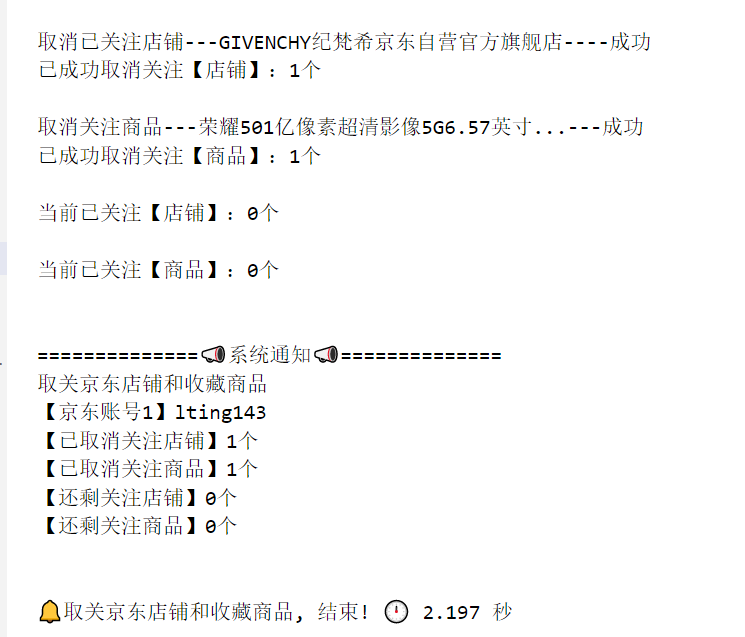 取消已关注店铺---GIVENCHY纪梵希京东自营官方旗舰店----成功
已成功取消关注【店铺】：1个
取消关注商品---荣耀501亿像素超清影像5G6.57英寸...---成功
已成功取消关注【商品】：1个
当前已关注【店铺】：0个
当前已关注【商品】：0个
==============📣系统通知📣==============
取关京东店铺和收藏商品
【京东账号1】lting143
【已取消关注店铺】1个
【已取消关注商品】1个
【还剩关注店铺】0个
【还剩关注商品】0个
🔔取关京东店铺和收藏商品, 结束! 🕛 2.197 秒